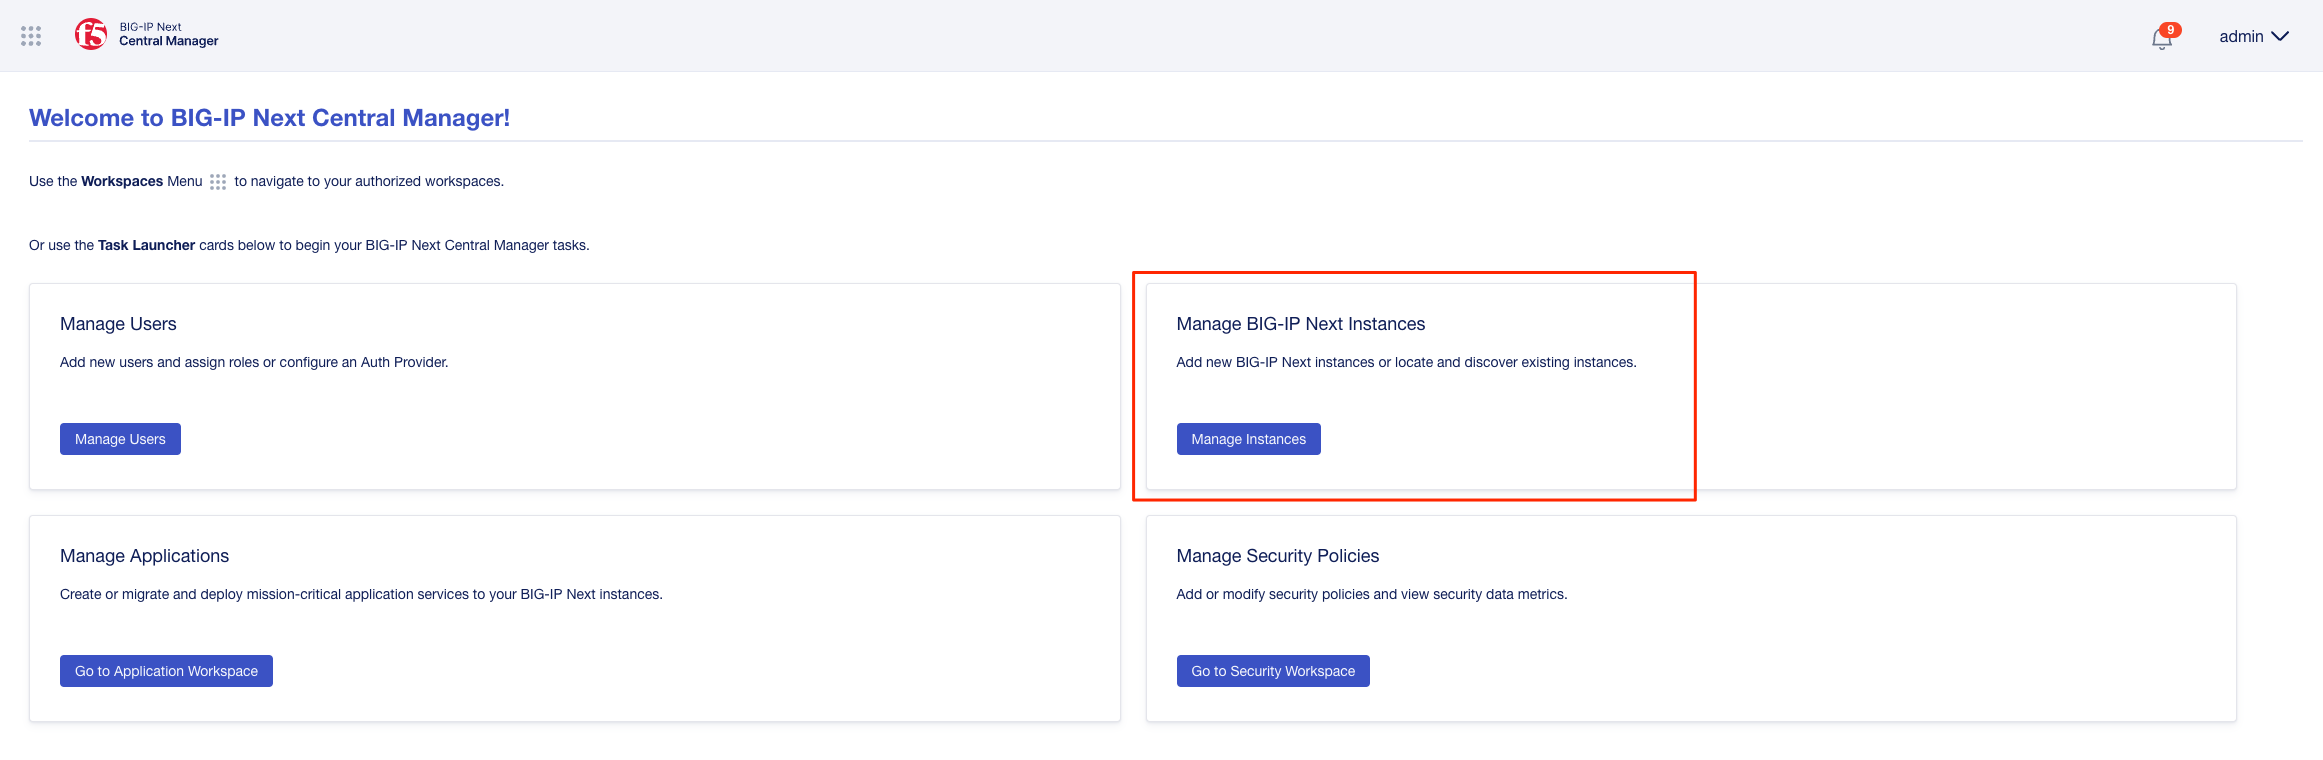 BIG-IP Next
Central Manager
9
admin
Welcome to BIG-IP Next Central Manager!
Use the Workspaces Menu to navigate to your authorized workspaces.
Or use the Task Launcher cards below to begin your BIG-IP Next Central Manager tasks.
Manage Users
Add new users and assign roles or configure an Auth Provider.
Manage Users
Manage BIG-IP Next Instances
Add new BIG-IP Next instances or locate and discover existing instances.
Manage Instances
Manage Applications
Create or migrate and deploy mission-critical application services to your BIG-IP Next instances.
Go to Application Workspace
Manage Security Policies
Add or modify security policies and view security data metrics.
Go to Security Workspace